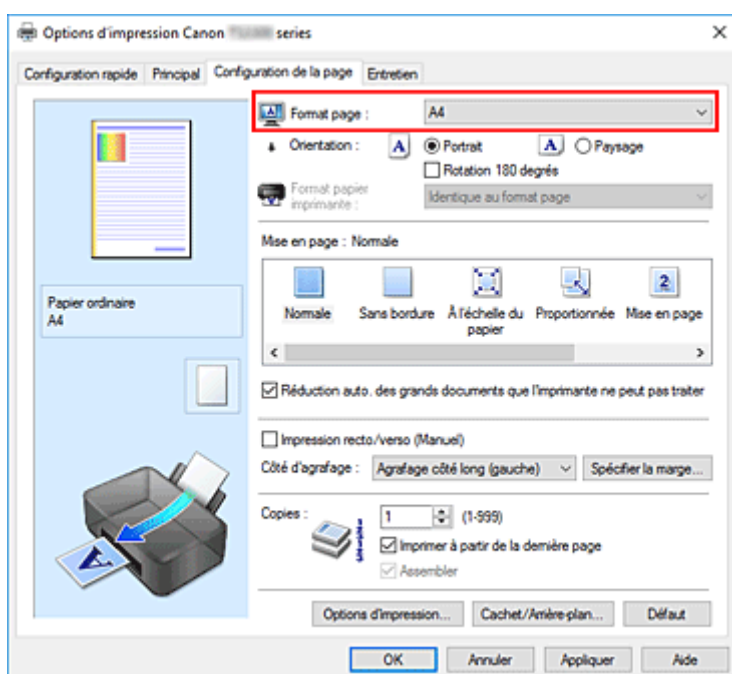 Options d'impression Canon series
Configuration rapide Principal Configuration de la page Entretien
Format page : A4
Orientation : A Portrait A Paysage
Rotation 180 degrés
Format papier imprimante : Identique au format page
Mise en page : Normale
2
Normale Sans bordure À l'échelle du papier Proportionnée Mise en page
Papier ordinaire
A4
Réduction auto. des grands documents que l'imprimante ne peut pas traiter
Impression recto/verso (Manuel)
Côté d'agrafage : Agrafage côté long (gauche) Spécifier la marge...
Copies : 1 (1-999)
Imprimer à partir de la dernière page
Assembler
A
Options d'impression... Cachet/Arrière-plan... Défaut
OK Annuler Appliquer Aide